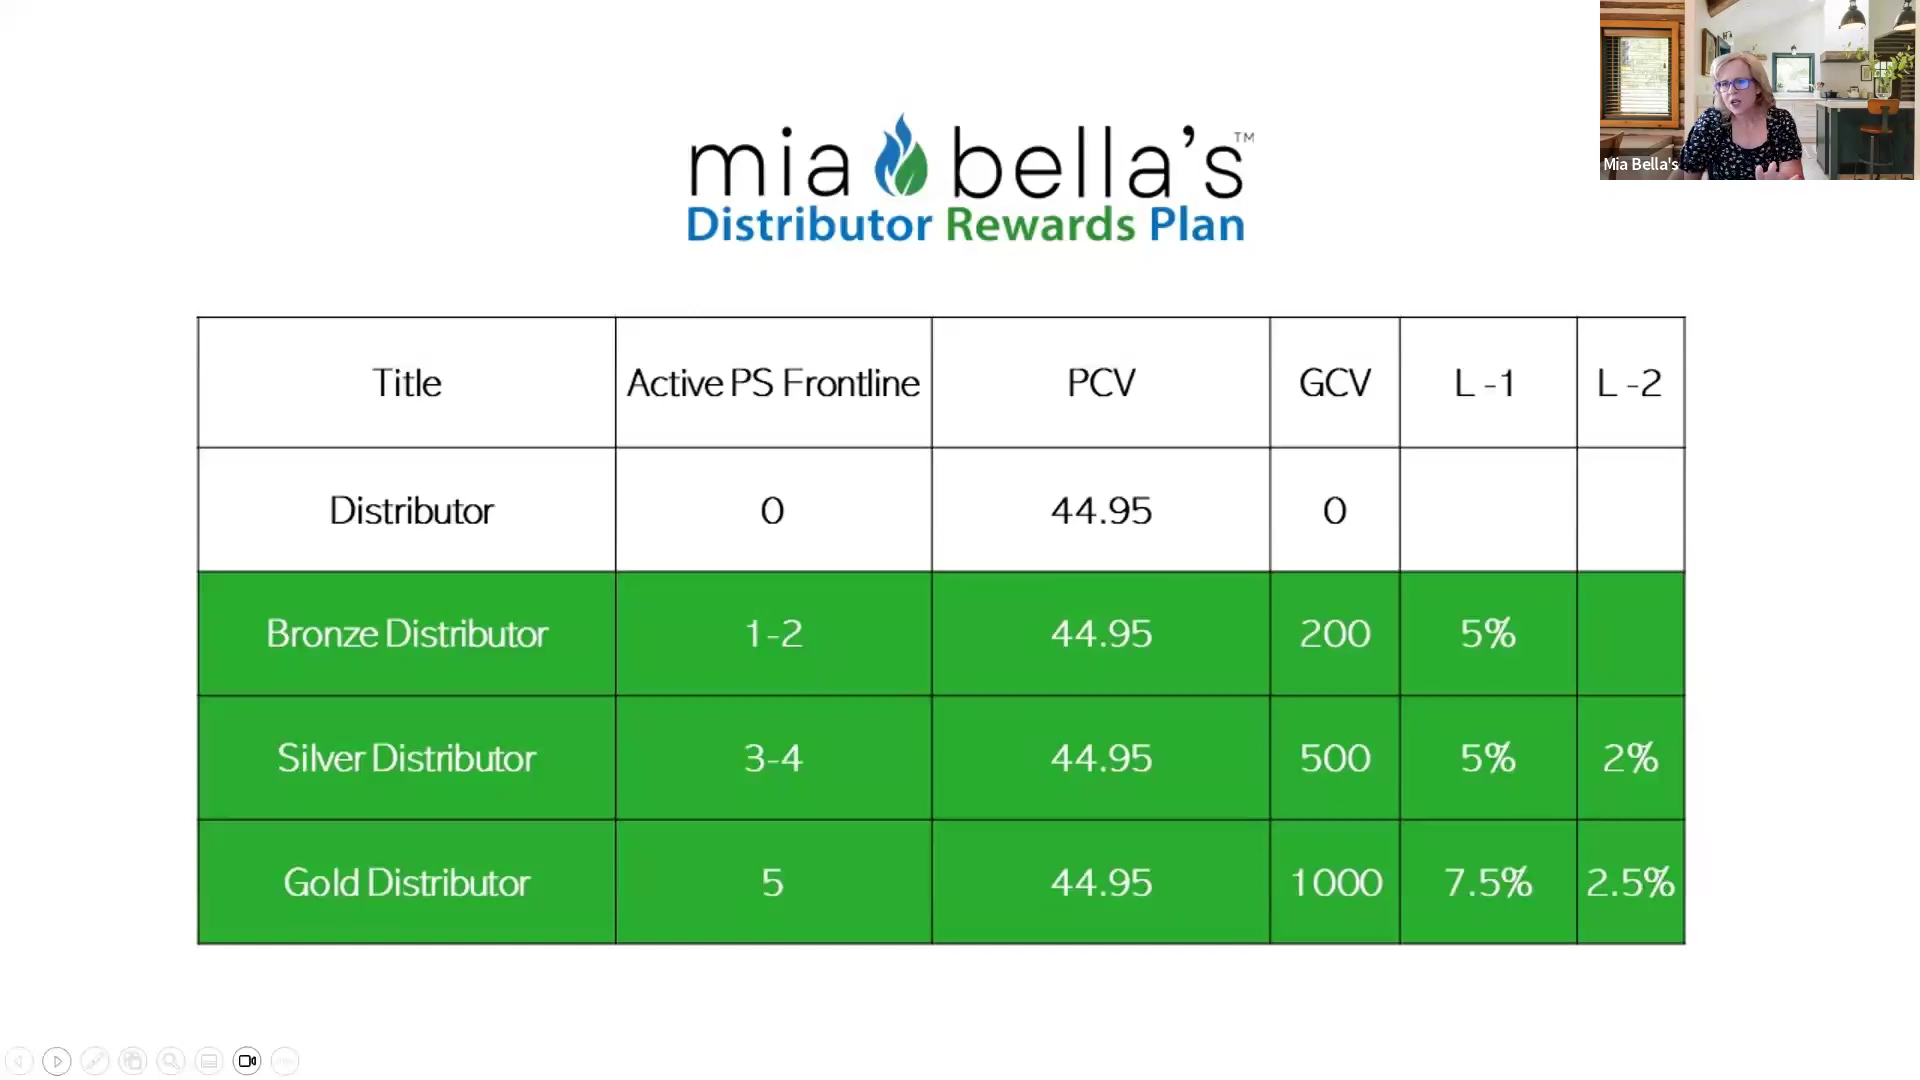 mia bella's™
Distributor Rewards Plan
Mia Bella's
Title Active PS Frontline PCV GCV L -1 L -2
Distributor 0 44.95 0
Bronze Distributor 1-2 44.95 200 5%
Silver Distributor 3-4 44.95 500 5% 2%
Gold Distributor 5 44.95 1000 7.5% 2.5%